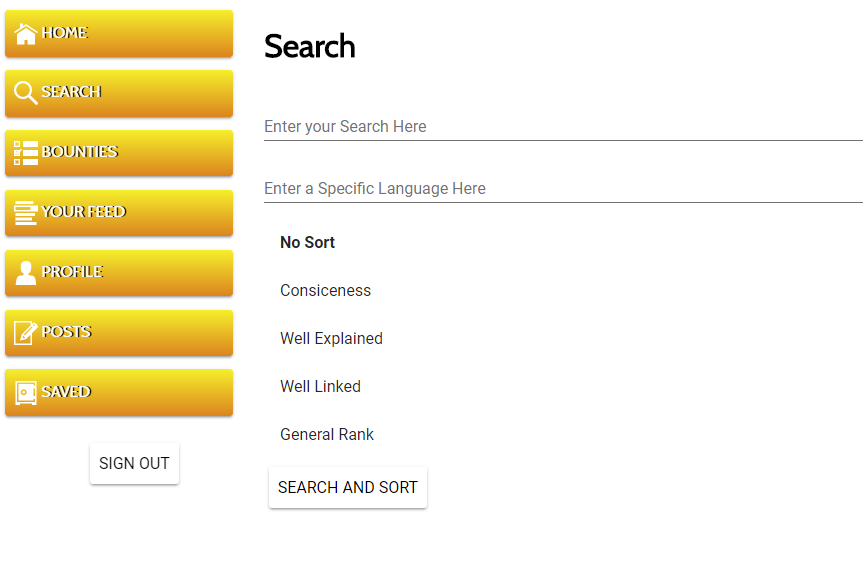 HOME
SEARCH
BOUNTIES
YOUR FEED
PROFILE
POSTS
SAVED
SIGN OUT
Search
Enter your Search Here
Enter a Specific Language Here
No Sort
Consiceness
Well Explained
Well Linked
General Rank
SEARCH AND SORT